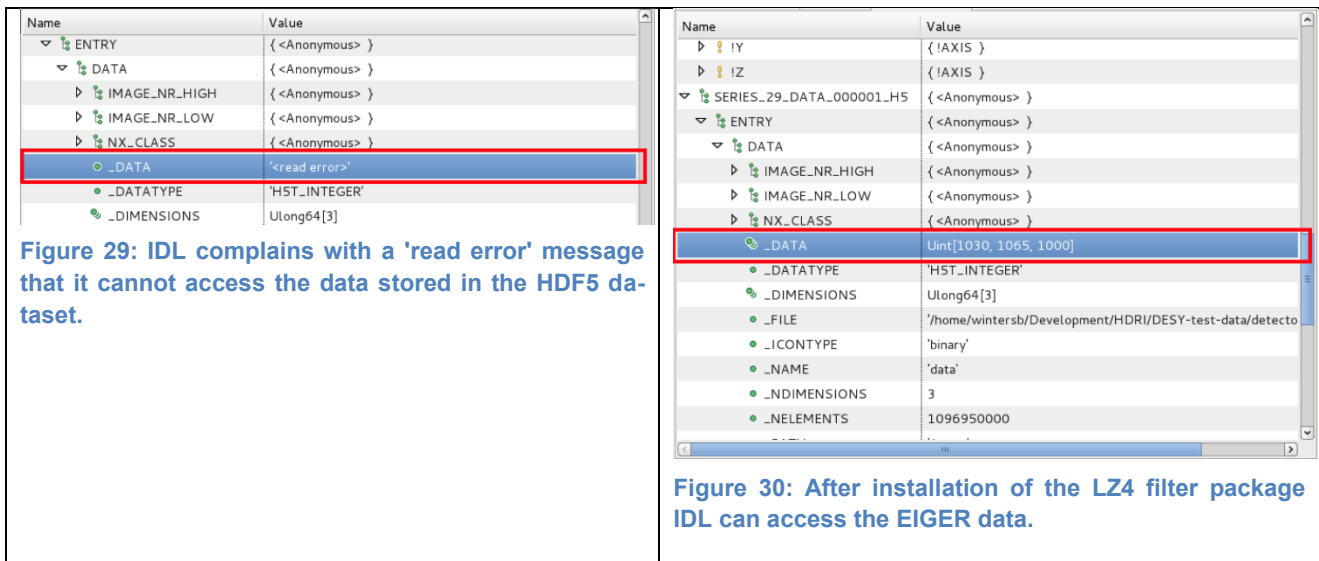 Name Value
ENTRY { <Anonymous> }
DATA { <Anonymous> }
IMAGE_NR_HIGH { <Anonymous> }
IMAGE_NR_LOW { <Anonymous> }
NX_CLASS { <Anonymous> }
_DATA '<read error>'
_DATATYPE 'H5T_INTEGER'
_DIMENSIONS Ulong64[3]
Figure 29: IDL complains with a 'read error' message
that it cannot access the data stored in the HDF5 da-
taset.
Name Value
!Y { !AXIS }
!Z { !AXIS }
SERIES_29_DATA_000001_H5 { <Anonymous> }
ENTRY { <Anonymous> }
DATA { <Anonymous> }
IMAGE_NR_HIGH { <Anonymous> }
IMAGE_NR_LOW { <Anonymous> }
NX_CLASS { <Anonymous> }
_DATA Uint[1030, 1065, 1000]
_DATATYPE 'H5T_INTEGER'
_DIMENSIONS Ulong64[3]
_FILE '/home/wintersb/Development/HDRI/DESY-test-data/detecto
_ICONTYPE 'binary'
_NAME 'data'
_NDIMENSIONS 3
_NELEMENTS 1096950000
Figure 30: After installation of the LZ4 filter package
IDL can access the EIGER data.